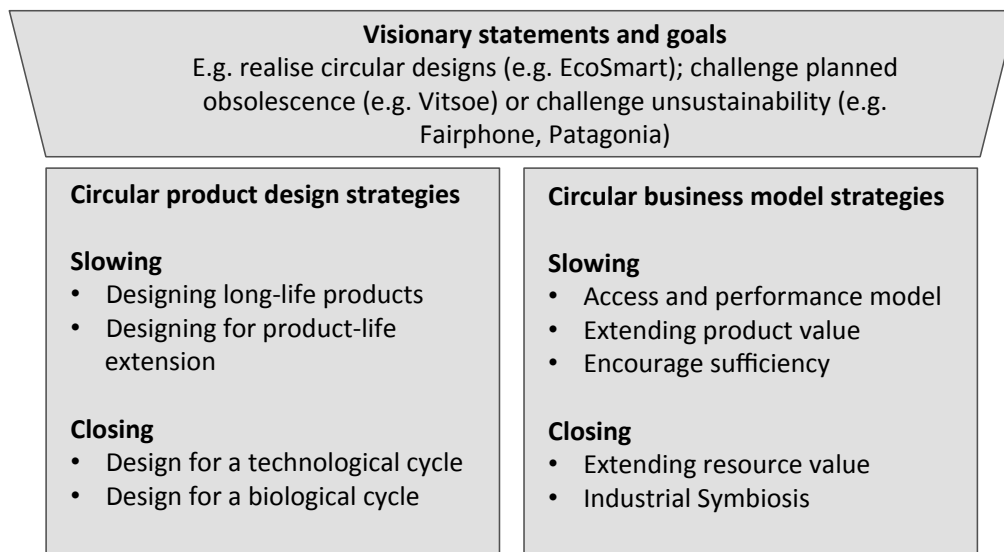 Visionary statements and goals
E.g. realise circular designs (e.g. EcoSmart); challenge planned
obsolescence (e.g. Vitsoe) or challenge unsustainability (e.g.
Fairphone, Patagonia)
Circular product design strategies
Slowing
• Designing long-life products
• Designing for product-life
extension
Closing
• Design for a technological cycle
• Design for a biological cycle
Circular business model strategies
Slowing
• Access and performance model
• Extending product value
• Encourage sufficiency
Closing
• Extending resource value
• Industrial Symbiosis